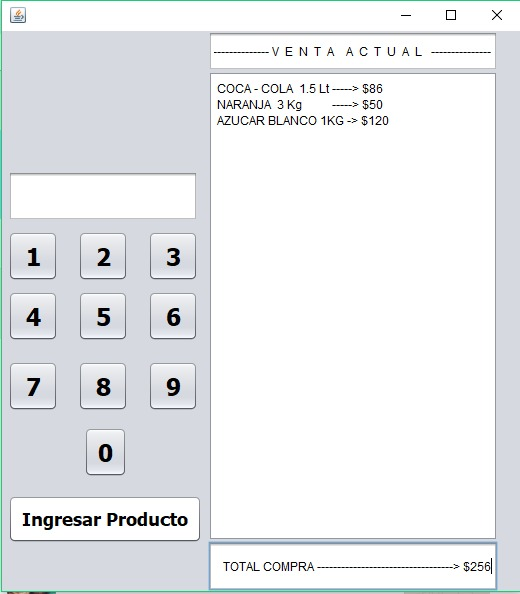 -------------- V E N T A   A C T U A L  ---------------
COCA - COLA  1.5 Lt -----> $86
NARANJA  3 Kg         -----> $50
AZUCAR BLANCO 1KG -> $120
1 2 3
4 5 6
7 8 9
0
Ingresar Producto
TOTAL COMPRA ----------------------------------> $256